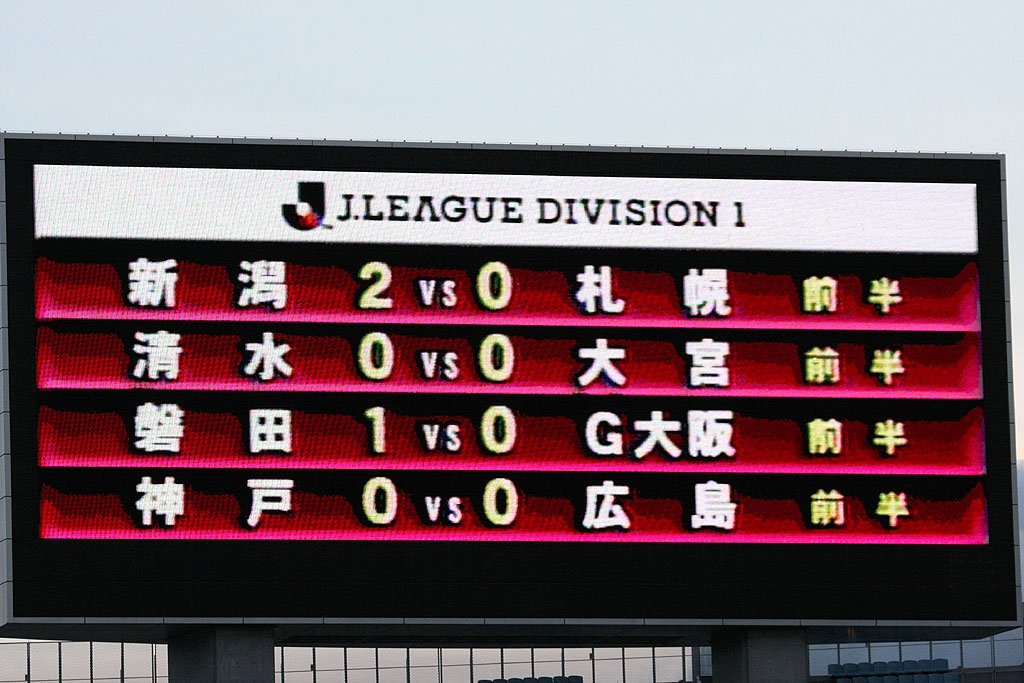 J.LEAGUE DIVISION 1
新潟 2 VS 0 札幌 前半
清水 0 VS 0 大宮 前半
磐田 1 VS 0 G大阪 前半
神戸 0 VS 0 広島 前半